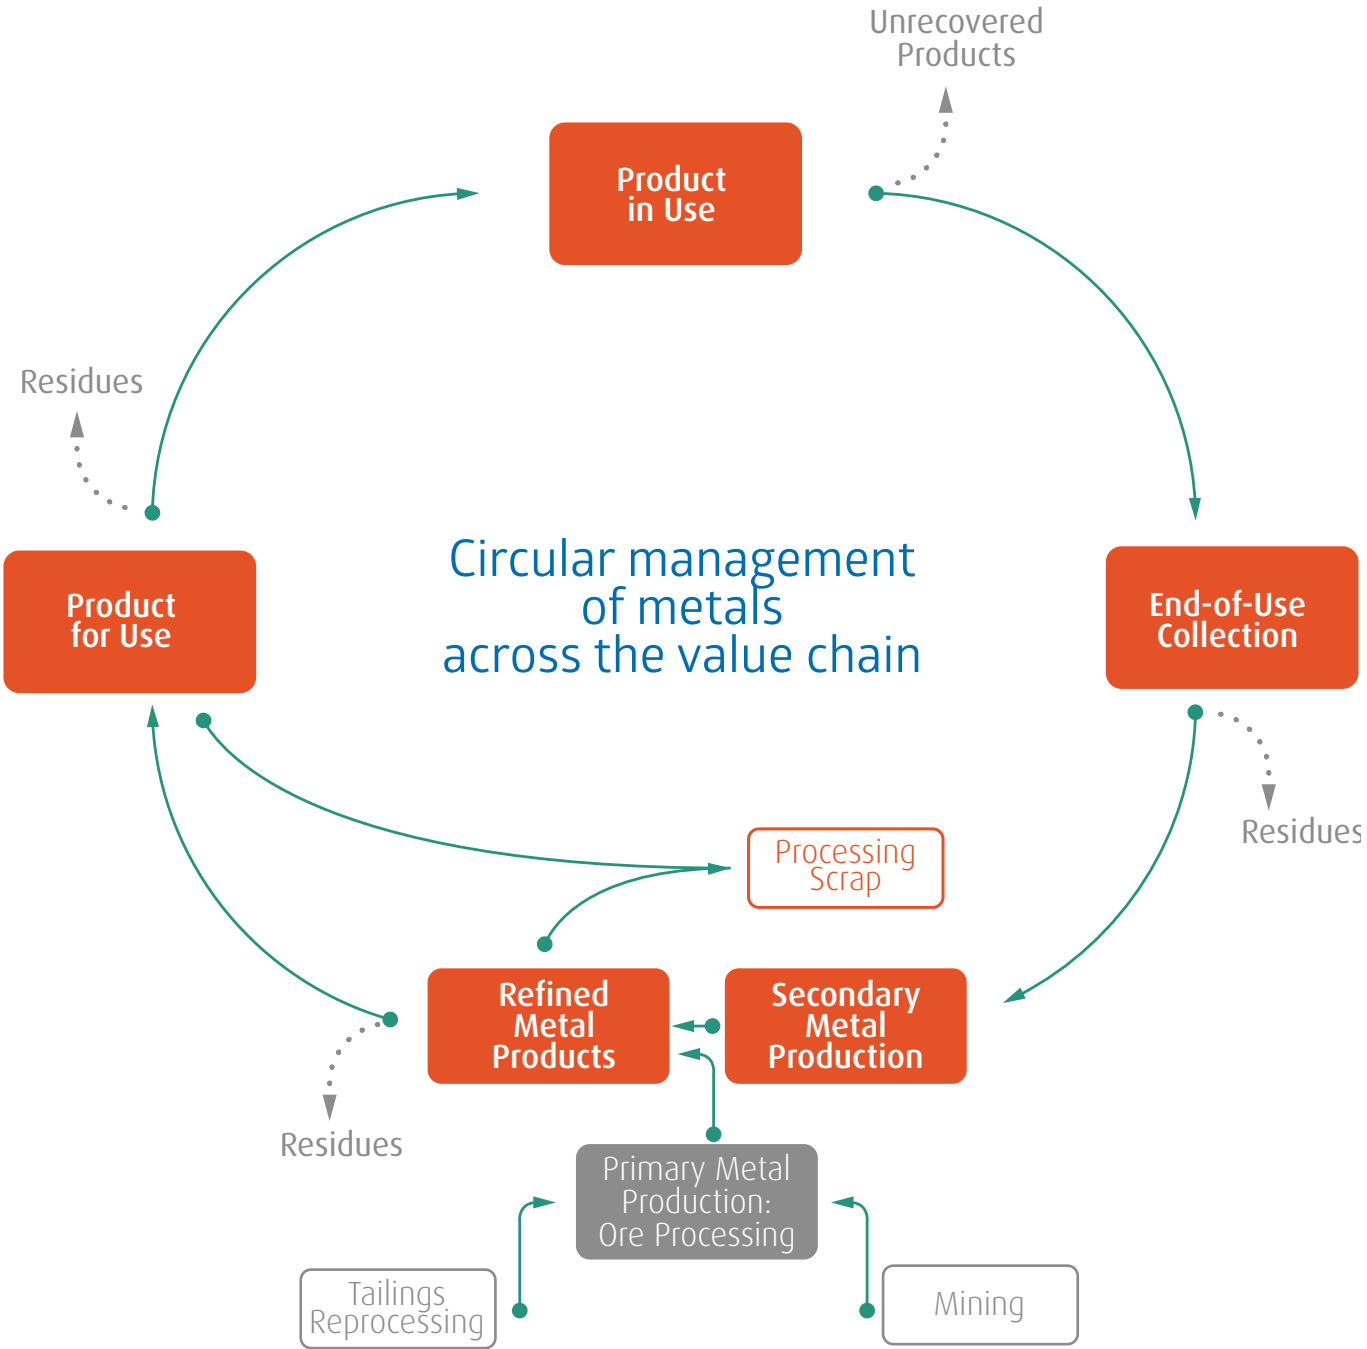 Unrecovered
Products
Product
in Use
Residues
Circular management
of metals
across the value chain
Product
for Use
End-of-Use
Collection
Residues
Processing
Scrap
Refined
Metal
Products
Secondary
Metal
Production
Residues
Primary Metal
Production:
Ore Processing
Tailings
Reprocessing
Mining